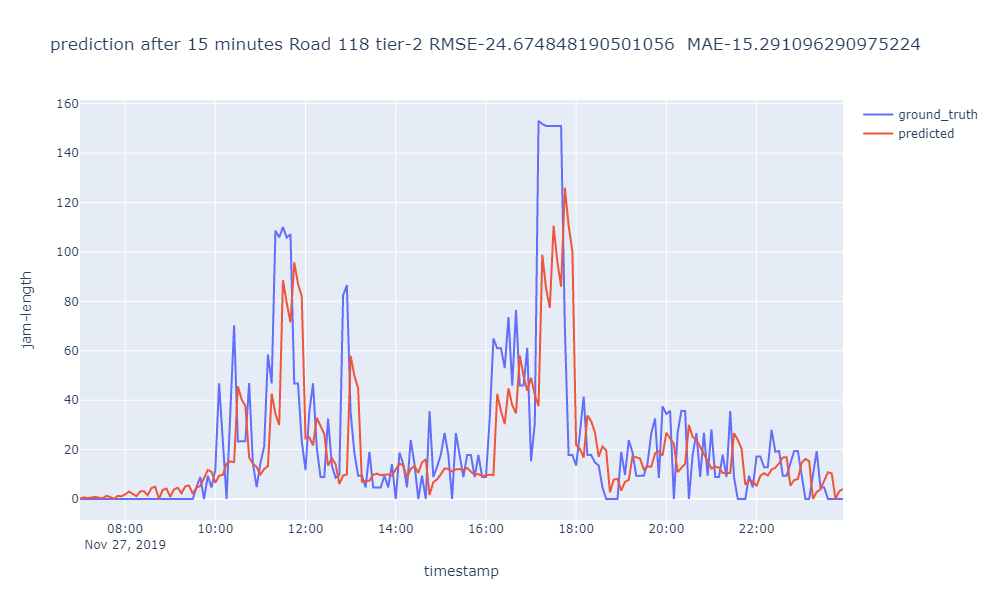 prediction after 15 minutes Road 118 tier-2 RMSE-24.674848190501056  MAE-15.291096290975224
ground_truth
predicted
jam-length
160
140
120
100
80
60
40
20
0
08:00 10:00 12:00 14:00 16:00 18:00 20:00 22:00
Nov 27, 2019
timestamp